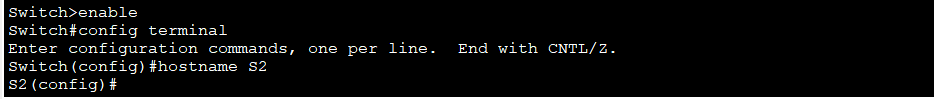 Switch>enable
Switch#config terminal
Enter configuration commands, one per line.  End with CNTL/Z.
Switch(config)#hostname S2
S2(config)#